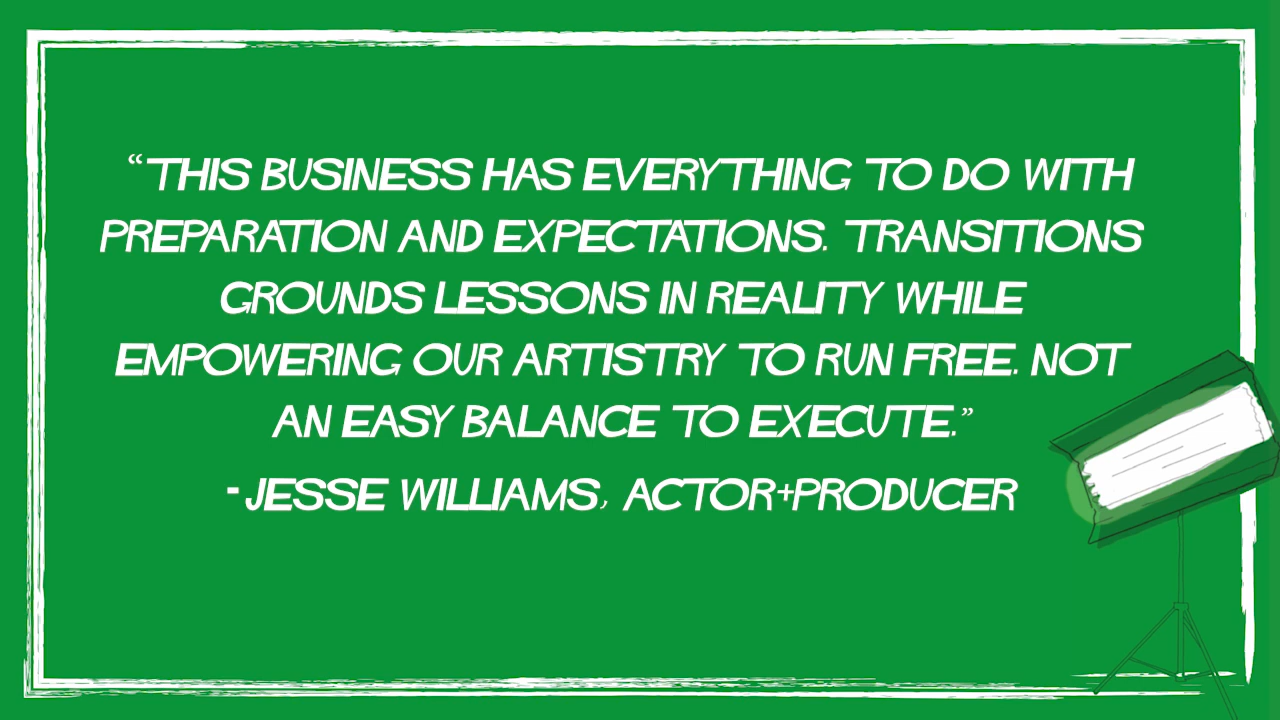 “THIS BUSINESS HAS EVERYTHING TO DO WITH
PREPARATION AND EXPECTATIONS. TRANSITIONS
GROUNDS LESSONS IN REALITY WHILE
EMPOWERING OUR ARTISTRY TO RUN FREE. NOT
AN EASY BALANCE TO EXECUTE.”
- JESSE WILLIAMS, ACTOR+PRODUCER